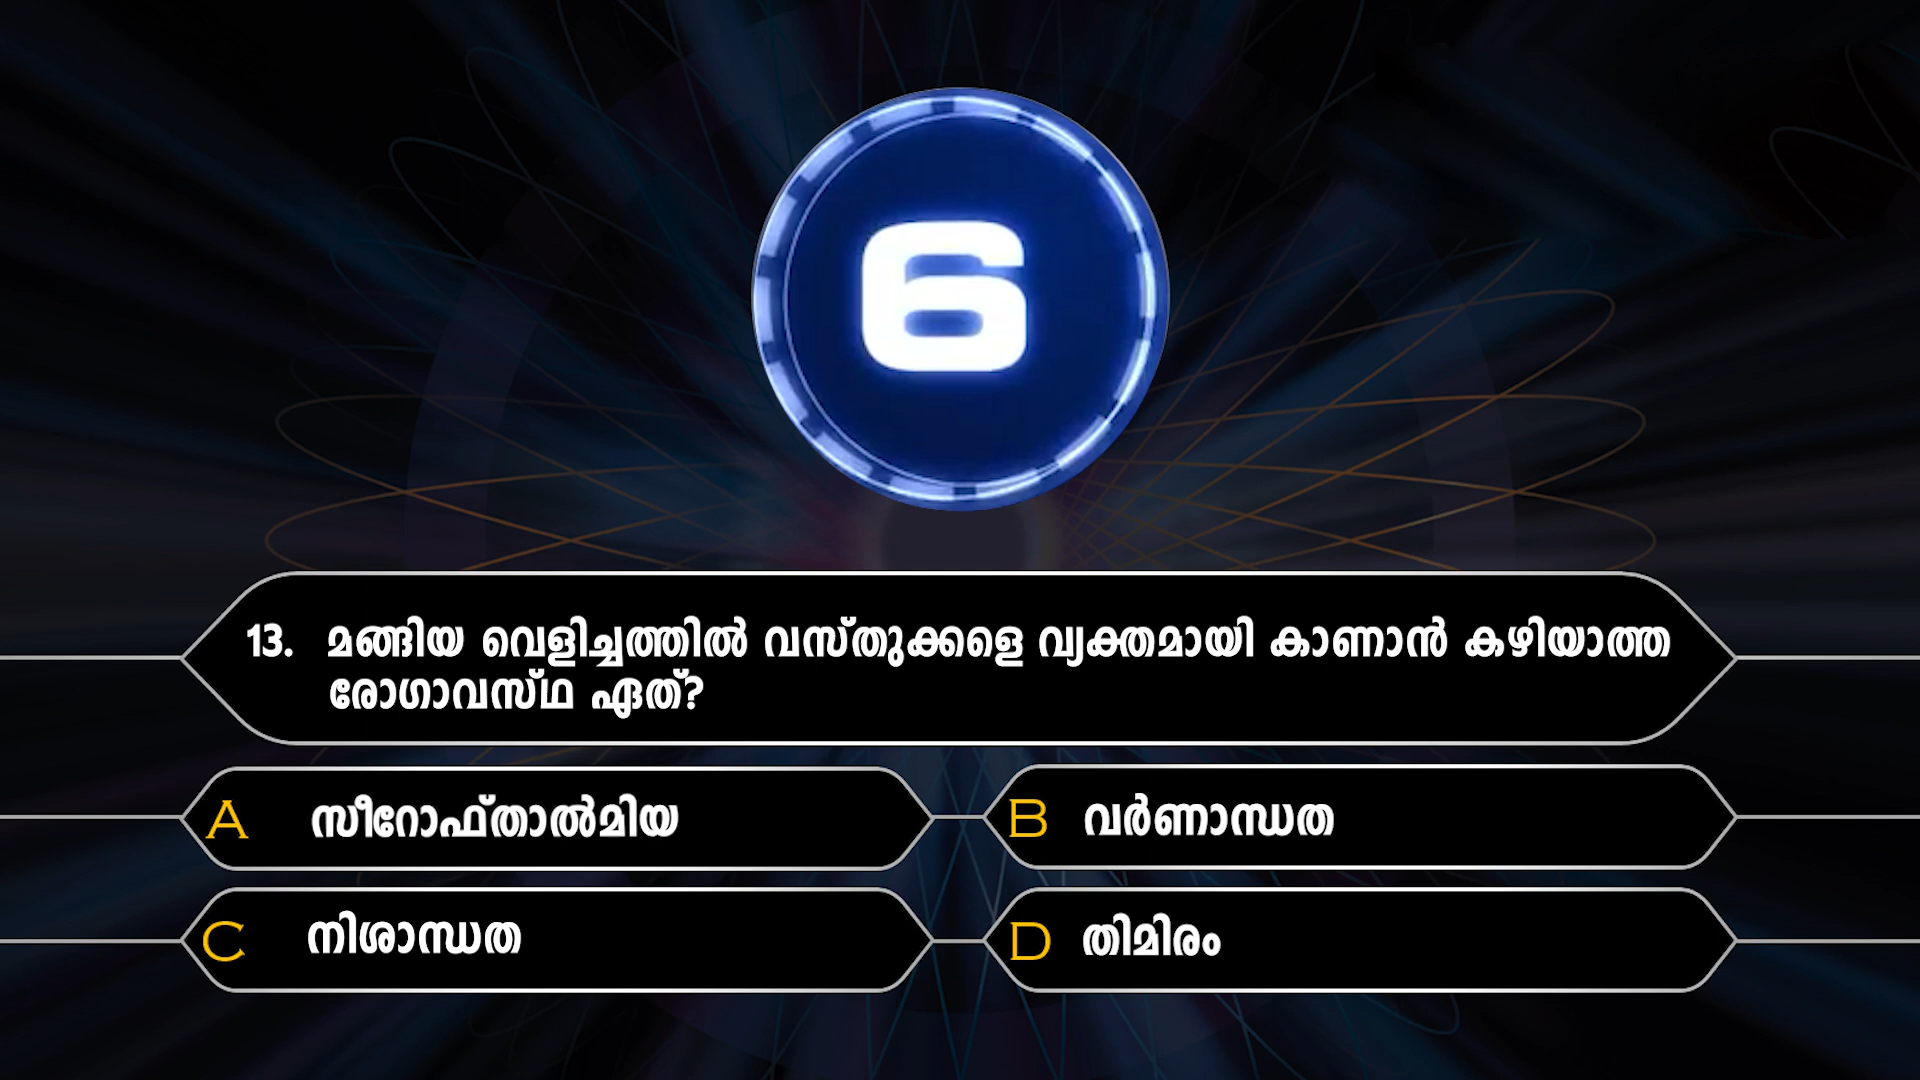 6
13. മങ്ങിയ വെളിച്ചത്തിൽ വസ്തുക്കളെ വ്യക്തമായി കാണാൻ കഴിയാത്ത
രോഗാവസ്ഥ ഏത്?
A സീറോഫ്താൽമിയ
B വർണാന്ധത
C നിശാന്ധത
D തിമിരം